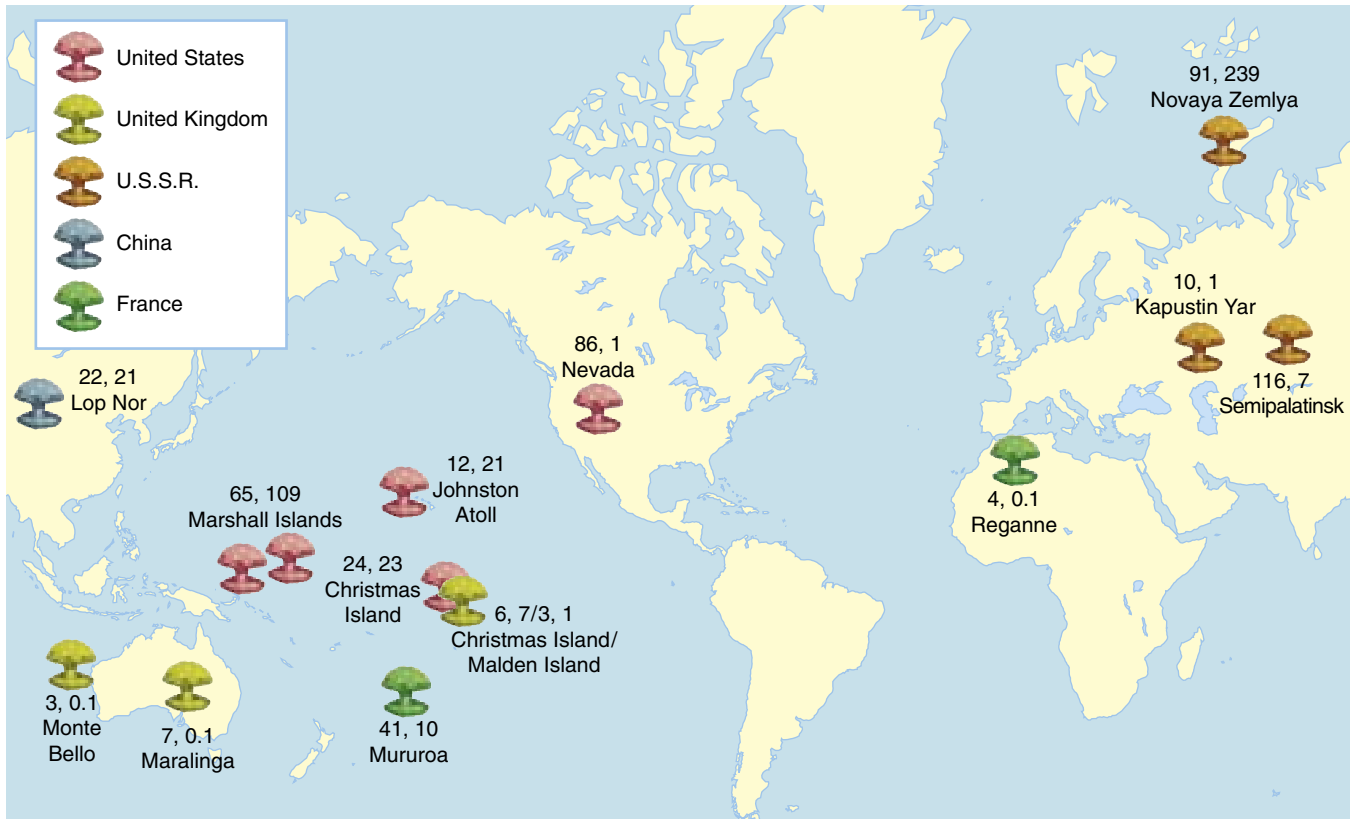 United States
United Kingdom
U.S.S.R.
China
France
91, 239
Novaya Zemlya
10, 1
Kapustin Yar
116, 7
Semipalatinsk
86, 1
Nevada
22, 21
Lop Nor
12, 21
Johnston
Atoll
65, 109
Marshall Islands
4, 0.1
Reganne
24, 23
Christmas
Island
6, 7/3, 1
Christmas Island/
Malden Island
3, 0.1
Monte
Bello
7, 0.1
Maralinga
41, 10
Mururoa